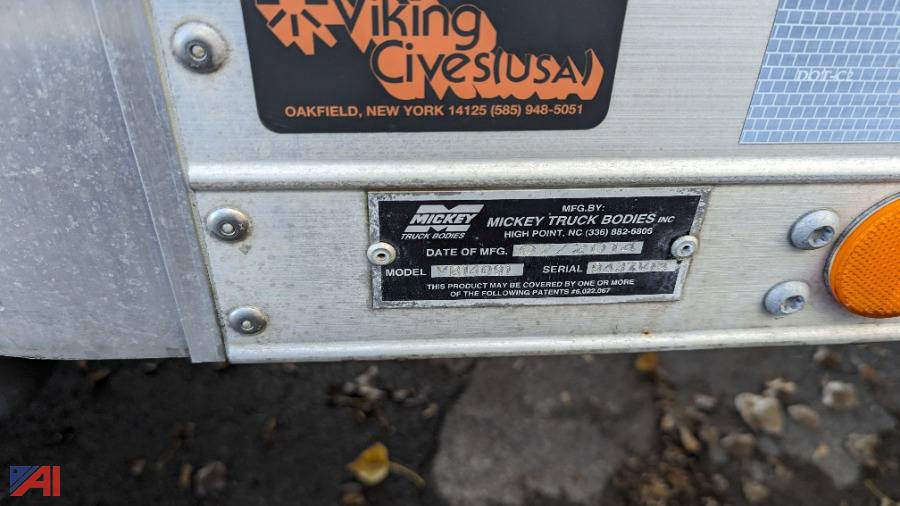 Viking
Cives(USA)
OAKFIELD, NEW YORK 14125 (585) 948-5051
MICKEY
TRUCK BODIES
MFG.BY:
MICKEY TRUCK BODIES INC
HIGH POINT, NC (336) 882-6806
DATE OF MFG.
MODEL SERIAL
THIS PRODUCT MAY BE COVERED BY ONE OR MORE
OF THE FOLLOWING PATENTS #6,022,067
AI